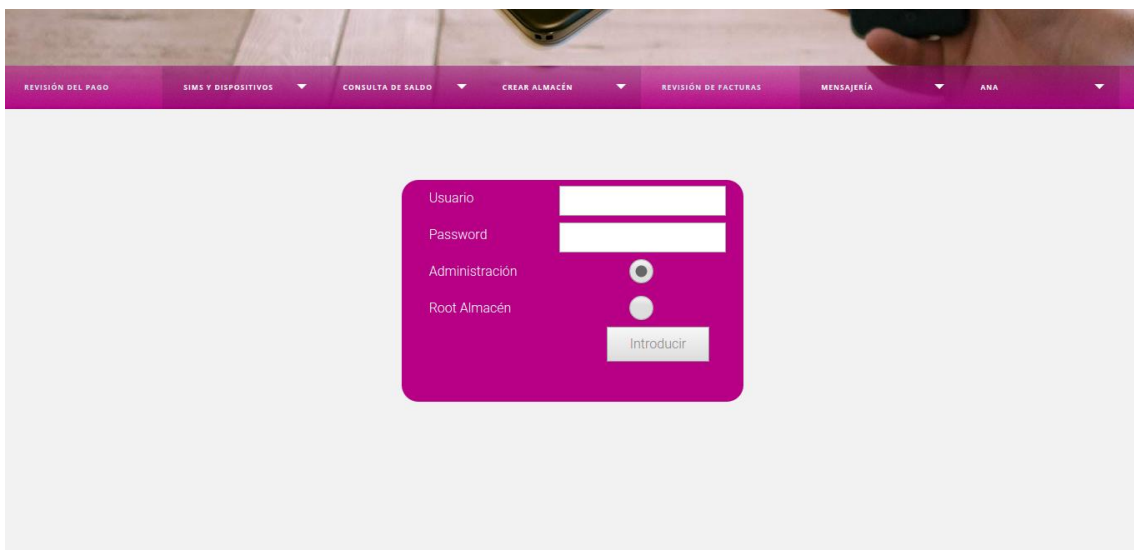 REVISIÓN DEL PAGO SIMS Y DISPOSITIVOS CONSULTA DE SALDO CREAR ALMACÉN REVISIÓN DE FACTURAS MENSAJERÍA ANA
Usuario
Password
Administración
Root Almacén
Introducir